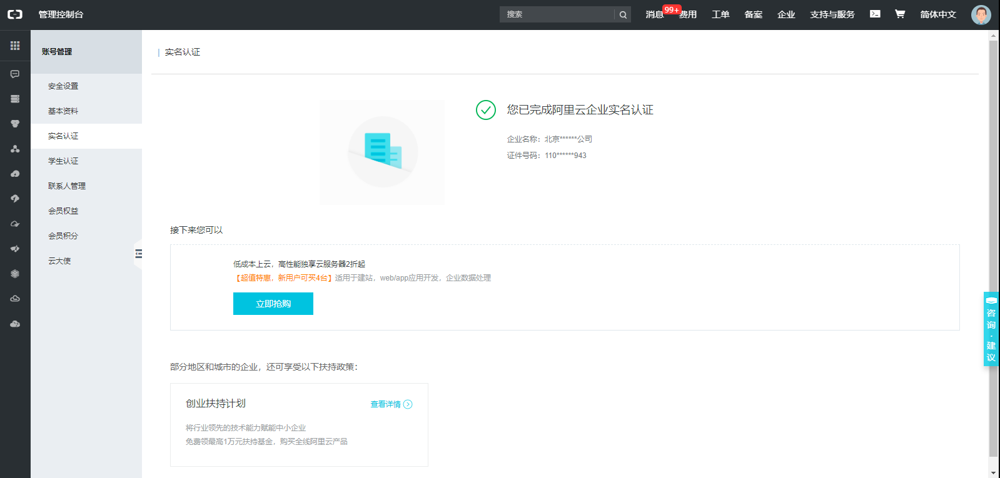 管理控制台
搜索
消息 99+ 费用 工单 备案 企业 支持与服务 简体中文
账号管理
安全设置
基本资料
实名认证
学生认证
联系人管理
会员权益
会员积分
云大使
实名认证
您已完成阿里云企业实名认证
企业名称：北京******公司
证件号码：110******943
接下来您可以
低成本上云，高性能独享云服务器2折起
【超值特惠，新用户可买4台】适用于建站，web/app应用开发，企业数据处理
立即抢购
部分地区和城市的企业，还可享受以下扶持政策：
创业扶持计划 查看详情
将行业领先的技术能力赋能中小企业
免费领最高1万元扶持基金，购买全线阿里云产品
咨询·建议